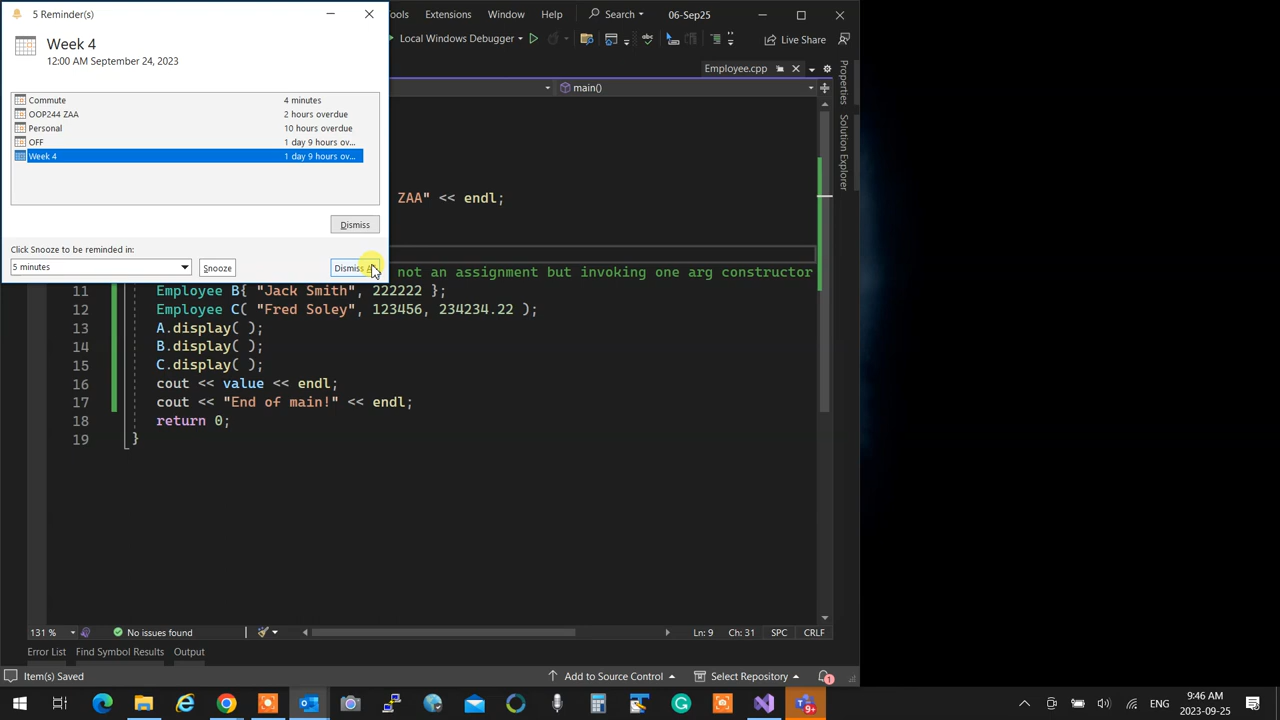 5 Reminder(s)
Week 4
12:00 AM September 24, 2023
Commute 4 minutes
OOP244 ZAA 2 hours overdue
Personal 10 hours overdue
OFF 1 day 9 hours ov...
Week 4 1 day 9 hours ov...
Dismiss
Click Snooze to be reminded in:
5 minutes Snooze Dismiss
ools Extensions Window Help Search 06-Sep25
Local Windows Debugger Live Share
Employee.cpp
main()
Properties
Solution Explorer
ZAA" << endl;
not an assignment but invoking one arg constructor
11 Employee B{ "Jack Smith", 222222 };
12 Employee C( "Fred Soley", 123456, 234234.22 );
13 A.display( );
14 B.display( );
15 C.display( );
16 cout << value << endl;
17 cout << "End of main!" << endl;
18 return 0;
19 }
131 % No issues found Ln: 9 Ch: 31 SPC CRLF
Error List Find Symbol Results Output
Item(s) Saved Add to Source Control Select Repository 1
9+ ENG 9:46 AM
2023-09-25